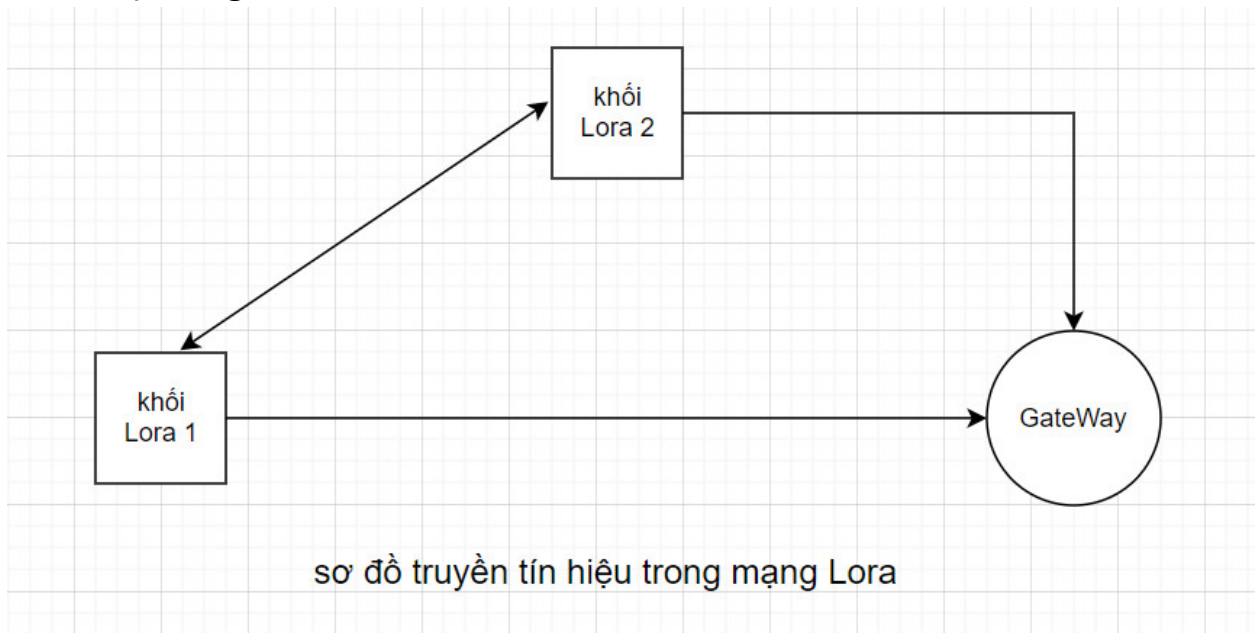 khối
Lora 2
khối
Lora 1
GateWay
sơ đồ truyền tín hiệu trong mạng Lora